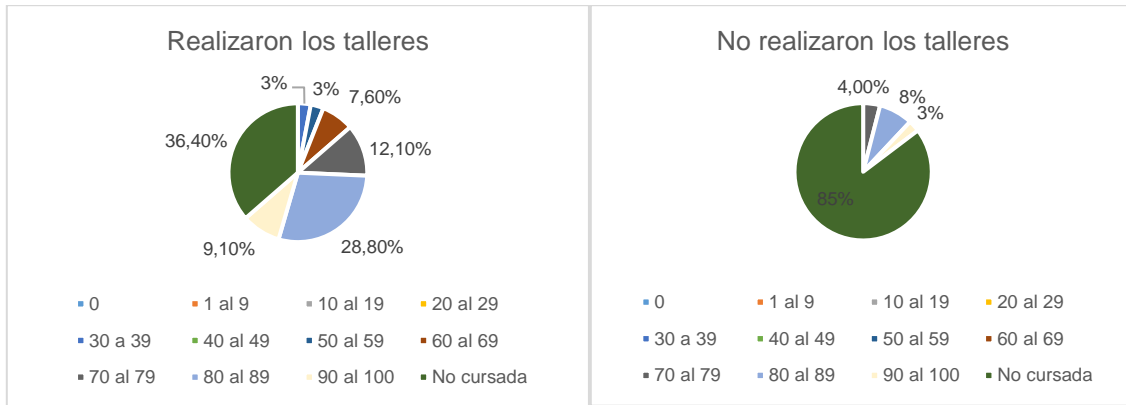 Realizaron los talleres
3%
3%
7,60%
12,10%
28,80%
9,10%
36,40%
0
1 al 9
10 al 19
20 al 29
30 a 39
40 al 49
50 al 59
60 al 69
70 al 79
80 al 89
90 al 100
No cursada
No realizaron los talleres
4,00%
8%
3%
85%
0
1 al 9
10 al 19
20 al 29
30 a 39
40 al 49
50 al 59
60 al 69
70 al 79
80 al 89
90 al 100
No cursada